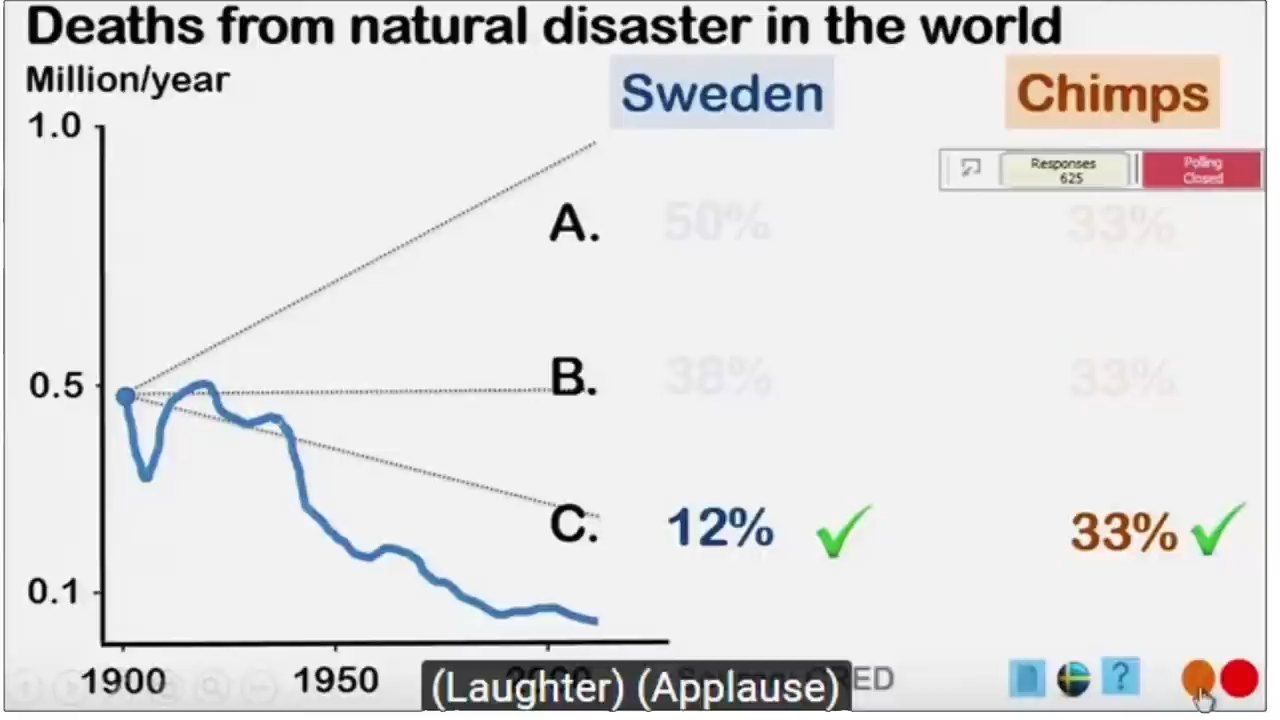 Deaths from natural disaster in the world
Million/year
Sweden
Chimps
1.0
Responses
625
Polling
Closed
A.
50%
33%
0.5
B.
38%
33%
C.
12%
33%
0.1
1900
1950
2000
(Laughter) (Applause)
?